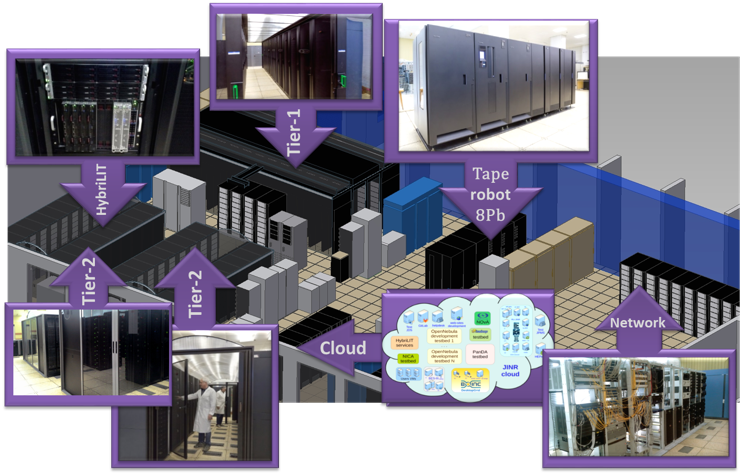 Tier-1
HybriLIT
Tape
robot
8Pb
Tier-2
Tier-2
Cloud
Network
OpenNebula
development
testbed 1
HybriLIT
services
NICA
testbed
OpenNebula
development
testbed N
PanDA
testbed
JINR
cloud